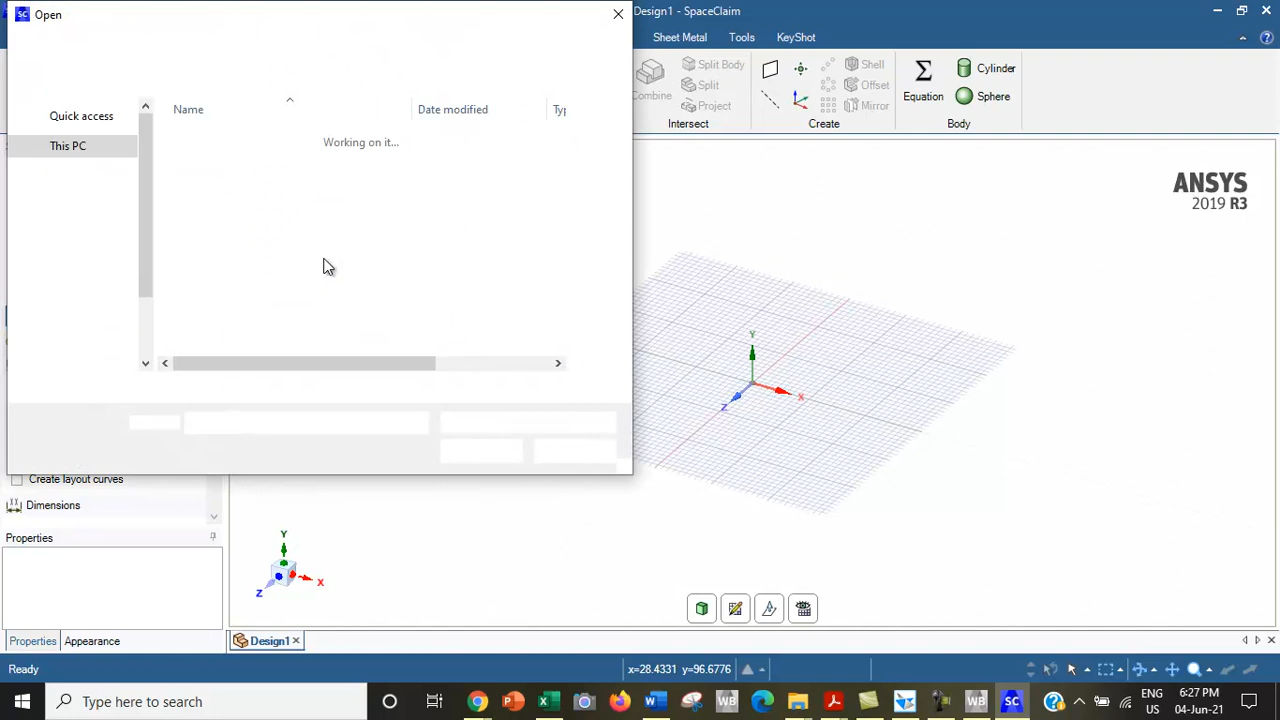 Open
Design1 - SpaceClaim
Sheet Metal
Tools
KeyShot
Combine
Split Body
Split
Project
Intersect
Shell
Offset
Mirror
Create
Equation
Cylinder
Sphere
Body
Quick access
This PC
Name
Date modified
Typ
Working on it...
ANSYS
2019 R3
Y
X
Z
Create layout curves
Dimensions
Properties
Y
X
Z
Properties
Appearance
Design1
Ready
x=28.4331 y=96.6776
Type here to search
ENG
US
6:27 PM
04-Jun-21